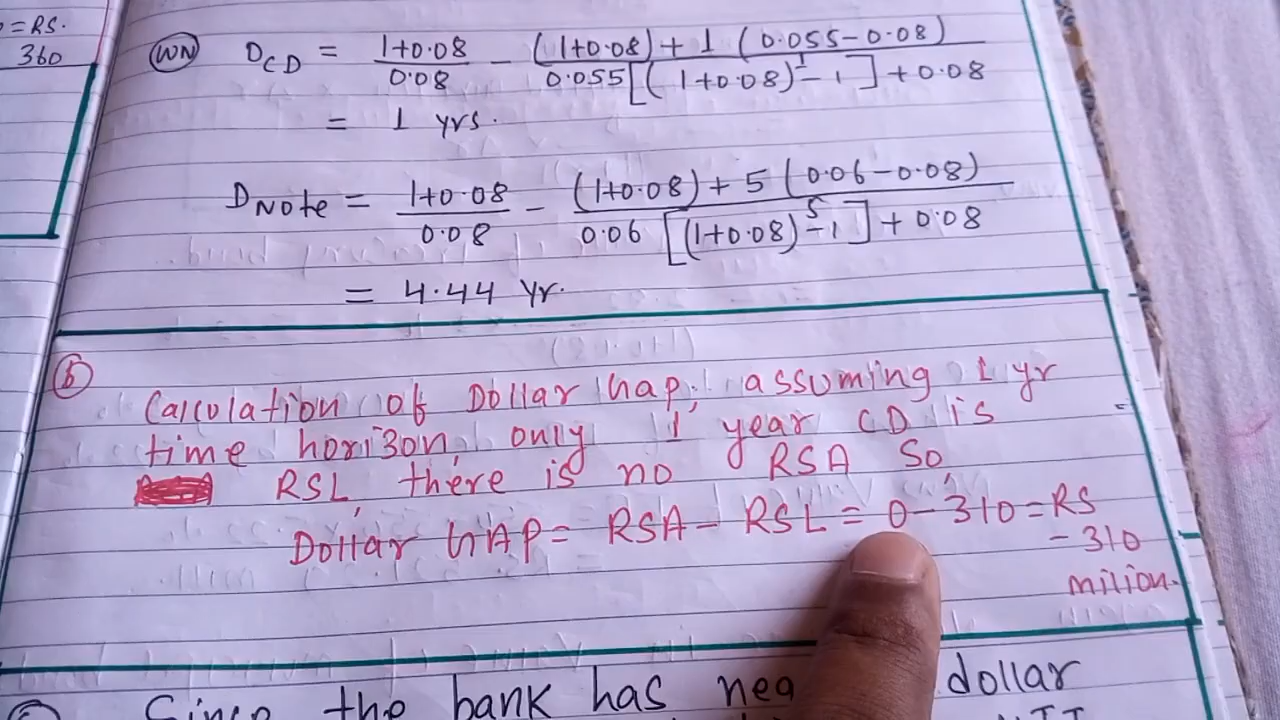 = RS.
360
WN D_CD = (1+0.08)/0.08 - ((1+0.08) + 1 (0.055-0.08))/(0.055[(1+0.08)^1 - 1] + 0.08)
= 1 yrs.
D_Note = (1+0.08)/0.08 - ((1+0.08) + 5 (0.06-0.08))/(0.06 [(1+0.08)^5 - 1] + 0.08)
= 4.44 Yr.
b
Calculation of Dollar Gap, assuming 1 yr
time horizon, only 1 year CD is
RSL, there is no RSA So,
Dollar GAP = RSA - RSL = 0 - 310 = RS
- 310
milion.
Since the bank has dollar